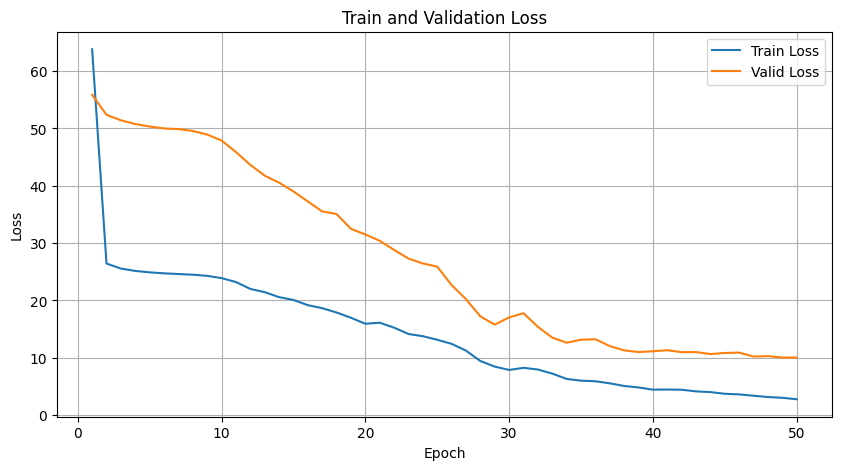 Train and Validation Loss
Train Loss
Valid Loss
60
50
40
30
20
10
0
Loss
0 10 20 30 40 50
Epoch